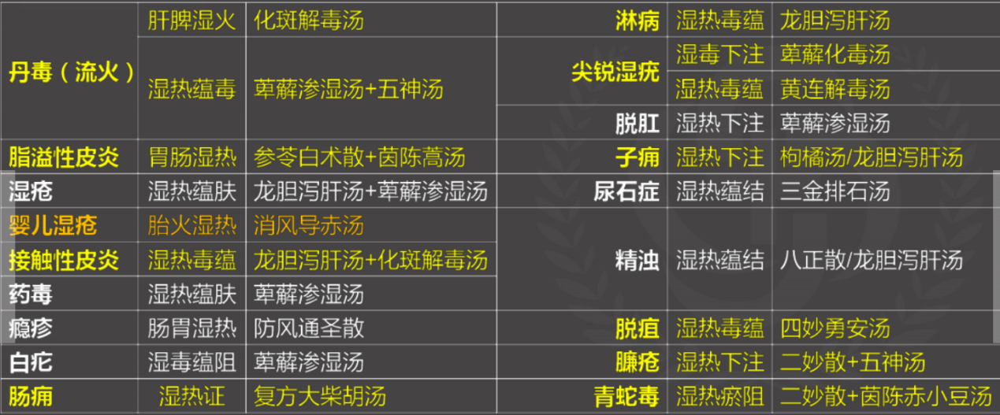 肝脾湿火 化斑解毒汤
丹毒（流火）
湿热蕴毒 萆薢渗湿汤+五神汤
脂溢性皮炎 胃肠湿热 参苓白术散+茵陈蒿汤
湿疮 湿热蕴肤 龙胆泻肝汤+萆薢渗湿汤
婴儿湿疮 胎火湿热 消风导赤汤
接触性皮炎 湿热毒蕴 龙胆泻肝汤+化斑解毒汤
药毒 湿热蕴肤 萆薢渗湿汤
瘾疹 肠胃湿热 防风通圣散
白疕 湿毒蕴阻 萆薢渗湿汤
肠痈 湿热证 复方大柴胡汤
淋病 湿热毒蕴 龙胆泻肝汤
湿毒下注 萆薢化毒汤
尖锐湿疣
湿热毒蕴 黄连解毒汤
脱肛 湿热下注 萆薢渗湿汤
子痈 湿热下注 枸橘汤/龙胆泻肝汤
尿石症 湿热蕴结 三金排石汤
精浊 湿热蕴结 八正散/龙胆泻肝汤
脱疽 湿热毒蕴 四妙勇安汤
臁疮 湿热下注 二妙散+五神汤
青蛇毒 湿热瘀阻 二妙散+茵陈赤小豆汤